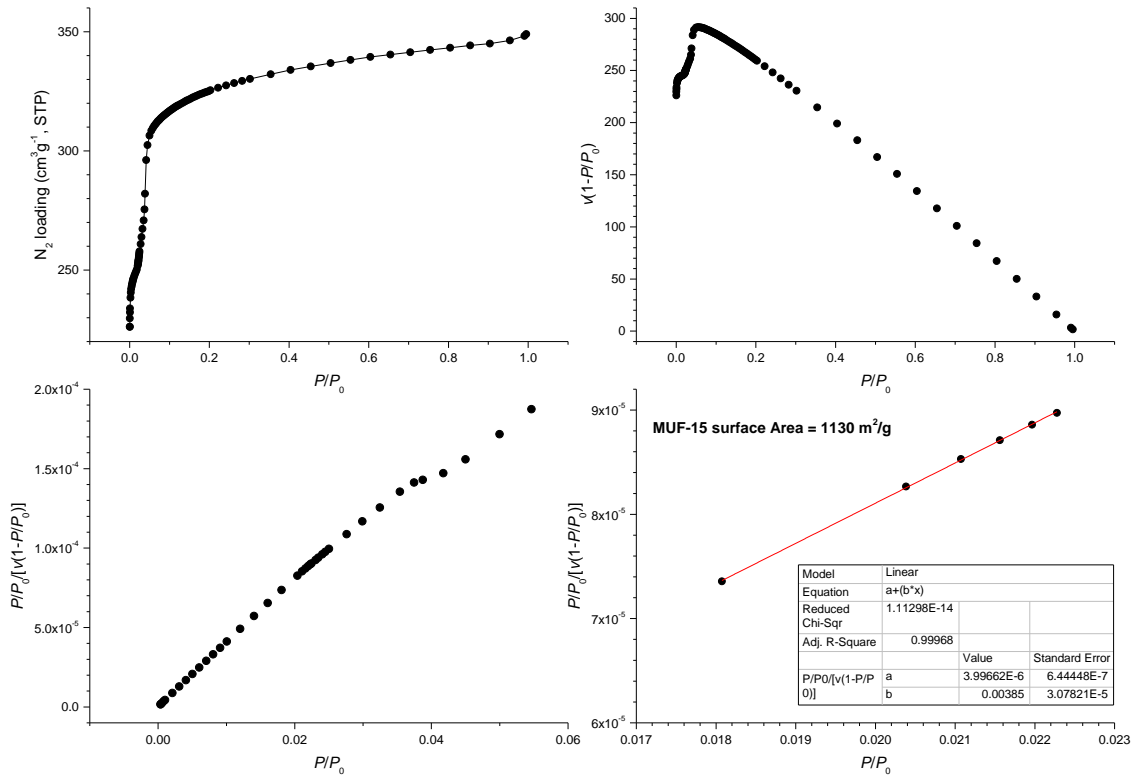 350
300
250
N₂ loading (cm³g⁻¹, STP)
0.0 0.2 0.4 0.6 0.8 1.0
P/P₀
300
250
200
150
100
50
0
v(1-P/P₀)
0.0 0.2 0.4 0.6 0.8 1.0
P/P₀
2.0x10⁻⁴
1.5x10⁻⁴
1.0x10⁻⁴
5.0x10⁻⁵
0.0
P/P₀/[v(1-P/P₀)]
0.00 0.02 0.04 0.06
P/P₀
9x10⁻⁵
8x10⁻⁵
7x10⁻⁵
6x10⁻⁵
P/P₀/[v(1-P/P₀)]
MUF-15 surface Area = 1130 m²/g
Model Linear
Equation a+(b*x)
Reduced
Chi-Sqr
1.11298E-14
Adj. R-Square 0.99968
Value Standard Error
P/P0/[v(1-P/P
0)]
a 3.99662E-6 6.44448E-7
b 0.00385 3.07821E-5
0.017 0.018 0.019 0.020 0.021 0.022 0.023
P/P₀